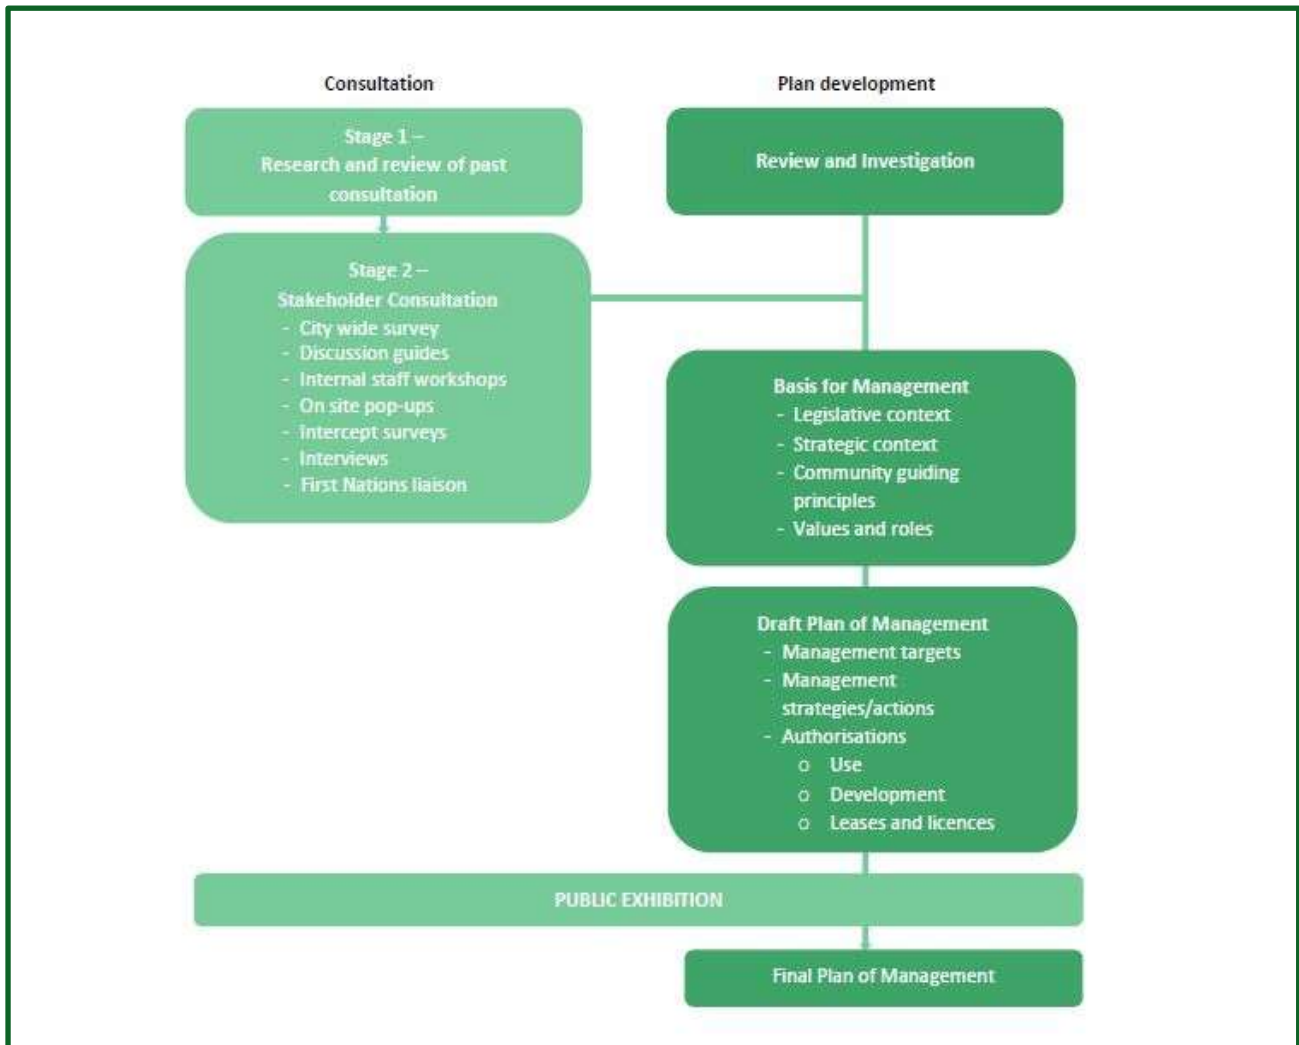 Consultation
Stage 1 –
Research and review of past
consultation
Stage 2 –
Stakeholder Consultation
- City wide survey
- Discussion guides
- Internal staff workshops
- On site pop-ups
- Intercept surveys
- Interviews
- First Nations liaison
Plan development
Review and Investigation
Basis for Management
- Legislative context
- Strategic context
- Community guiding
principles
- Values and roles
Draft Plan of Management
- Management targets
- Management
strategies/actions
- Authorisations
o Use
o Development
o Leases and licences
PUBLIC EXHIBITION
Final Plan of Management